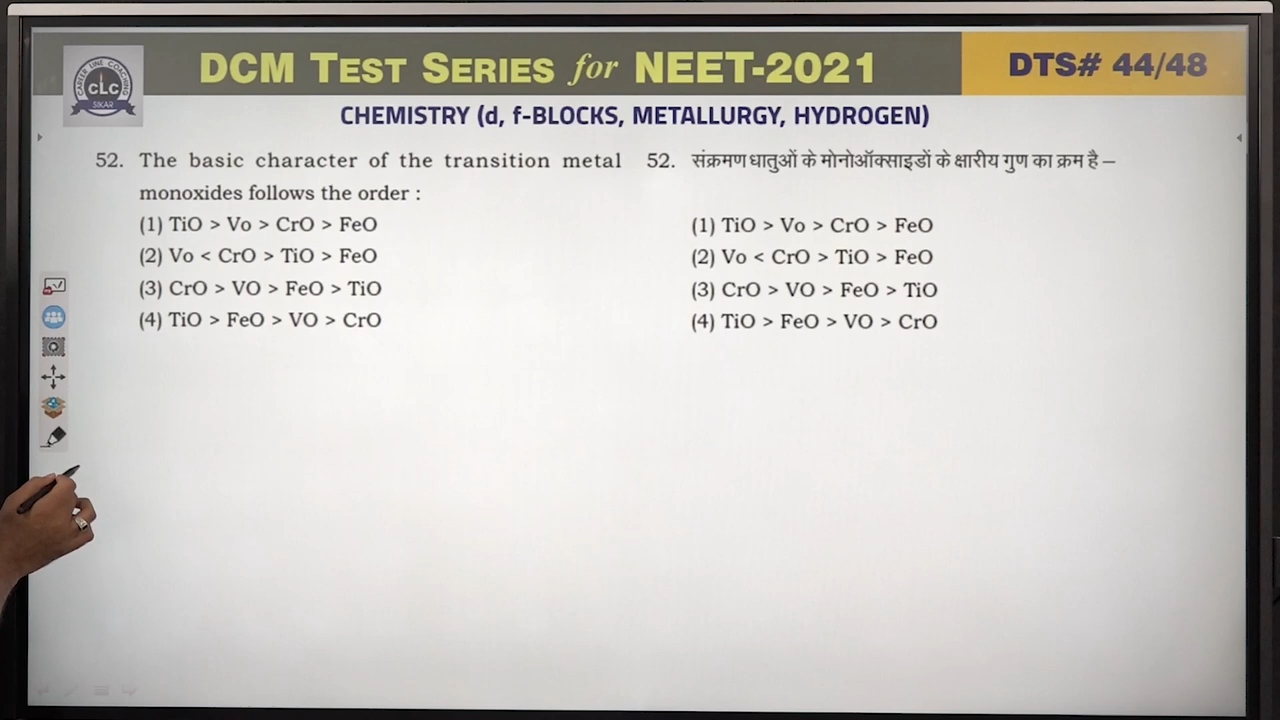 CAREER LINE COACHING
CLC
SIKAR
DCM TEST SERIES for NEET-2021
DTS# 44/48
CHEMISTRY (d, f-BLOCKS, METALLURGY, HYDROGEN)
52. The basic character of the transition metal
monoxides follows the order :
(1) TiO > Vo > CrO > FeO
(2) Vo < CrO > TiO > FeO
(3) CrO > VO > FeO > TiO
(4) TiO > FeO > VO > CrO
52. संक्रमण धातुओं के मोनोऑक्साइडों के क्षारीय गुण का क्रम है –
(1) TiO > Vo > CrO > FeO
(2) Vo < CrO > TiO > FeO
(3) CrO > VO > FeO > TiO
(4) TiO > FeO > VO > CrO